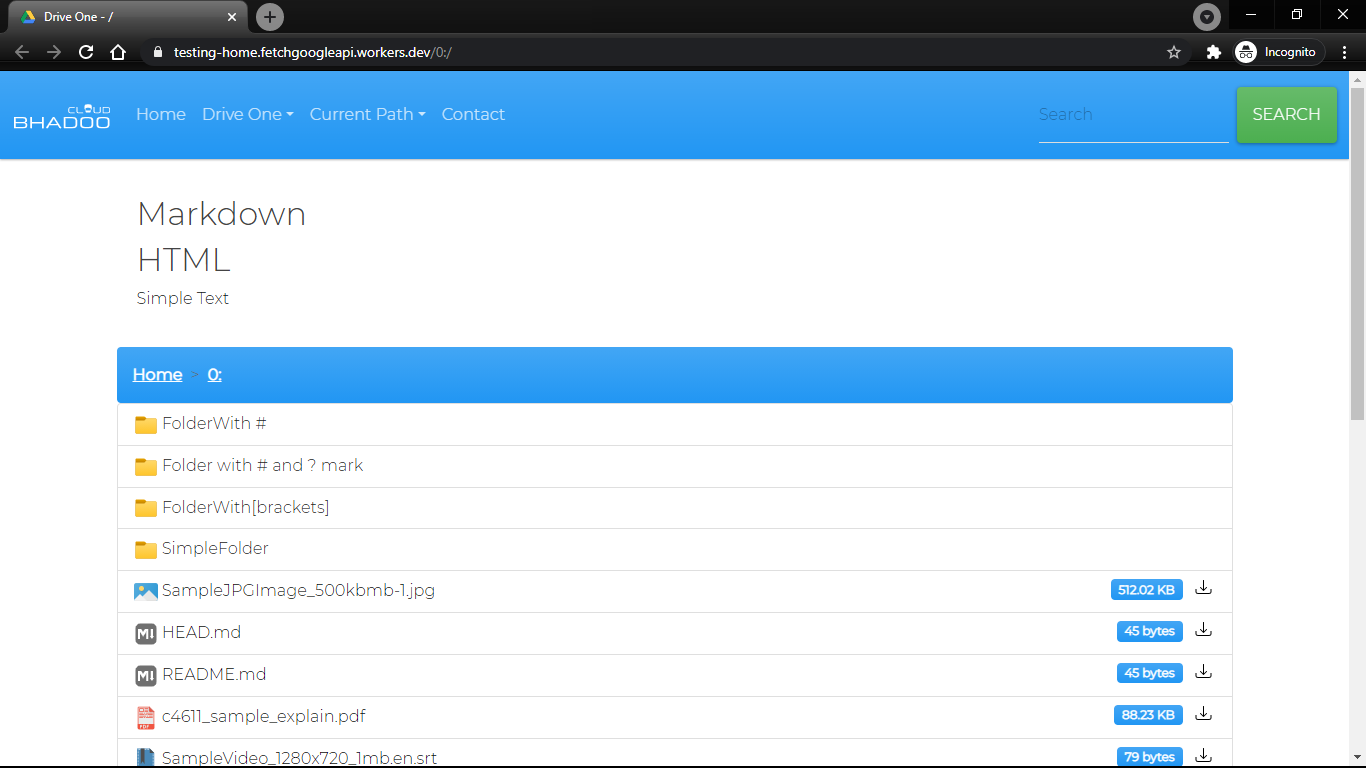 Drive One - /
testing-home.fetchgoogleapi.workers.dev/0:/
Incognito
CLOUD
BHADOO
Home
Drive One
Current Path
Contact
Search
SEARCH
Markdown
HTML
Simple Text
Home > 0:
FolderWith #
Folder with # and ? mark
FolderWith[brackets]
SimpleFolder
SampleJPGImage_500kbmb-1.jpg 512.02 KB
HEAD.md 45 bytes
README.md 45 bytes
c4611_sample_explain.pdf 88.23 KB
SampleVideo_1280x720_1mb.en.srt 79 bytes